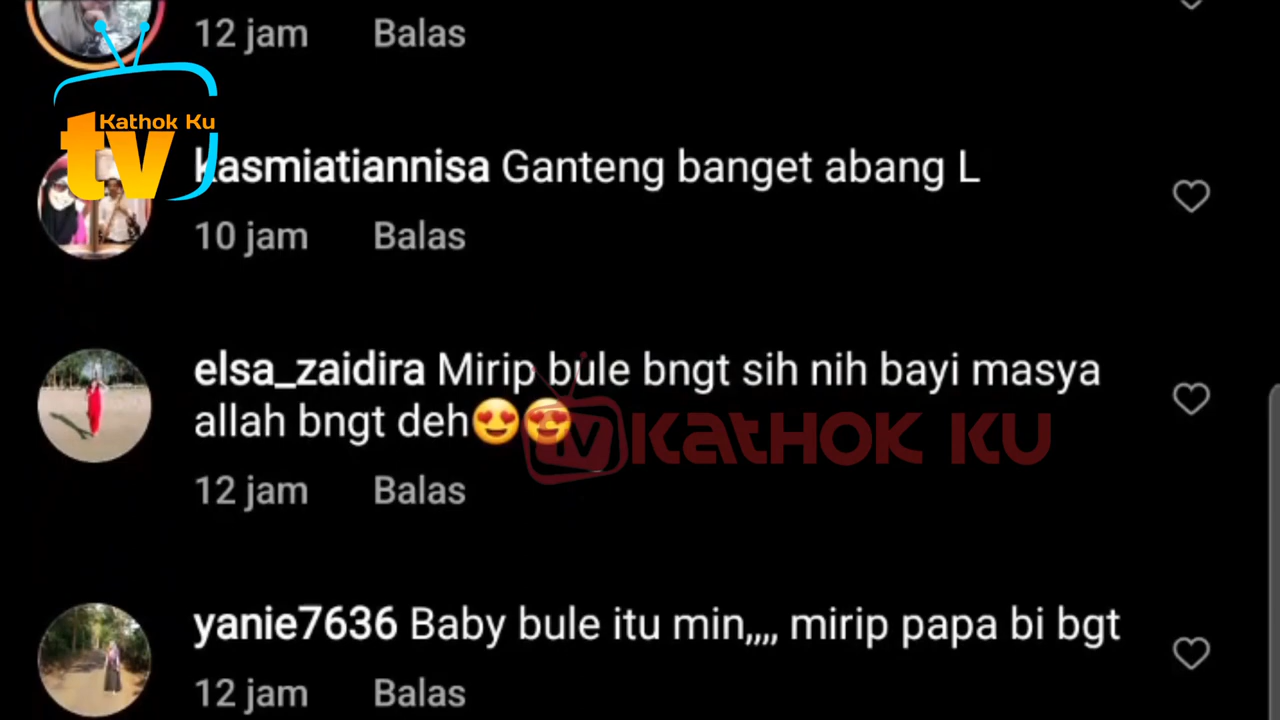 12 jam Balas
Kathok Ku
tv
kasmiatiannisa Ganteng banget abang L
10 jam Balas
elsa_zaidira Mirip bule bngt sih nih bayi masya
allah bngt deh😍😍
tv KATHOK KU
12 jam Balas
yanie7636 Baby bule itu min,,,, mirip papa bi bgt
12 jam Balas